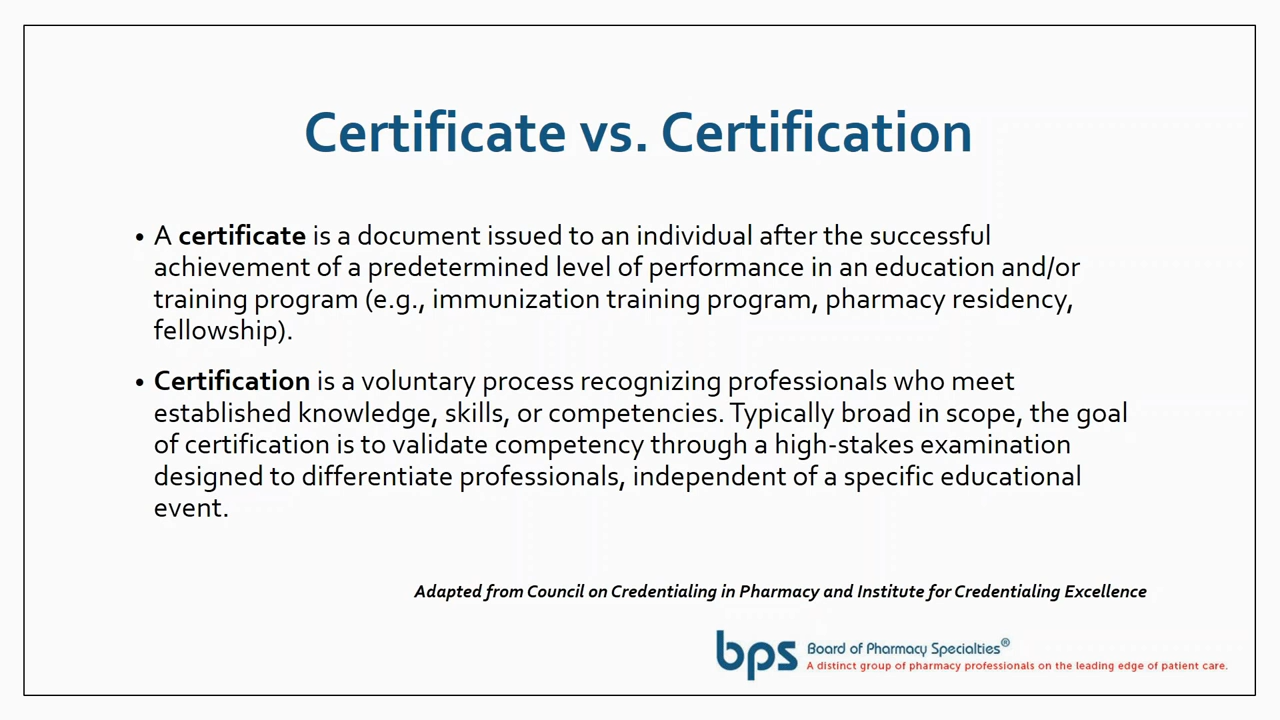 Certificate vs. Certification
• A certificate is a document issued to an individual after the successful
achievement of a predetermined level of performance in an education and/or
training program (e.g., immunization training program, pharmacy residency,
fellowship).
• Certification is a voluntary process recognizing professionals who meet
established knowledge, skills, or competencies. Typically broad in scope, the goal
of certification is to validate competency through a high-stakes examination
designed to differentiate professionals, independent of a specific educational
event.
Adapted from Council on Credentialing in Pharmacy and Institute for Credentialing Excellence
bps Board of Pharmacy Specialties®
A distinct group of pharmacy professionals on the leading edge of patient care.